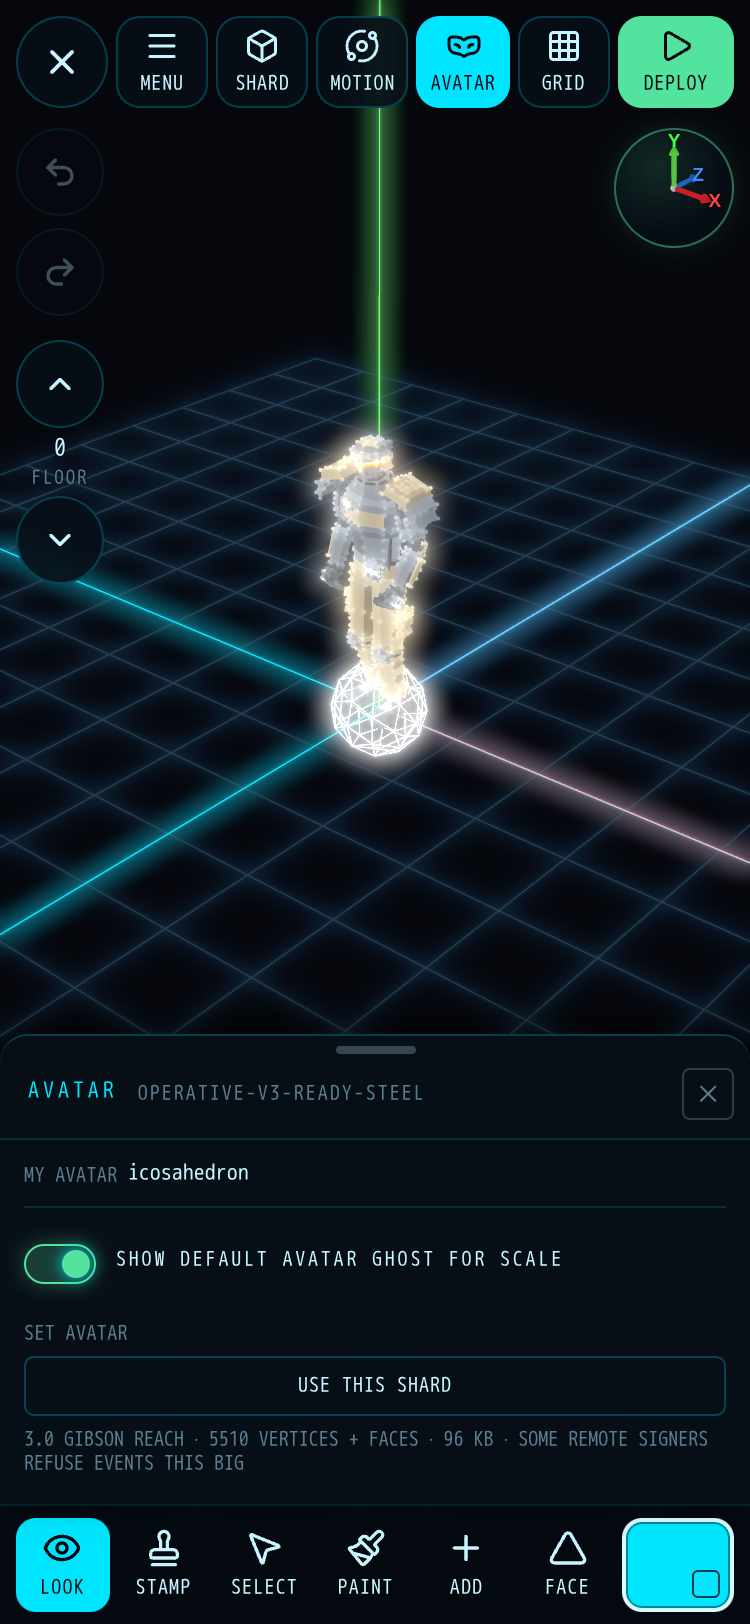 MENU
SHARD
MOTION
AVATAR
GRID
DEPLOY
Y
Z
X
0
FLOOR
AVATAR OPERATIVE-V3-READY-STEEL
MY AVATAR icosahedron
SHOW DEFAULT AVATAR GHOST FOR SCALE
SET AVATAR
USE THIS SHARD
3.0 GIBSON REACH · 5510 VERTICES + FACES · 96 KB · SOME REMOTE SIGNERS
REFUSE EVENTS THIS BIG
LOOK
STAMP
SELECT
PAINT
ADD
FACE